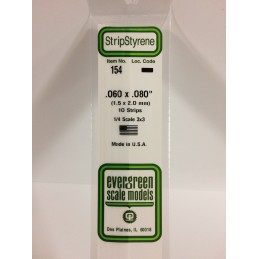 StripStyrene
Item No. Loc. Code
154
.060 x .080"
(1.5 x 2.0 mm)
10 Strips
1/4 Scale 3x3
Made in U.S.A.
evergreen
scale models
Des Plaines, IL 60018